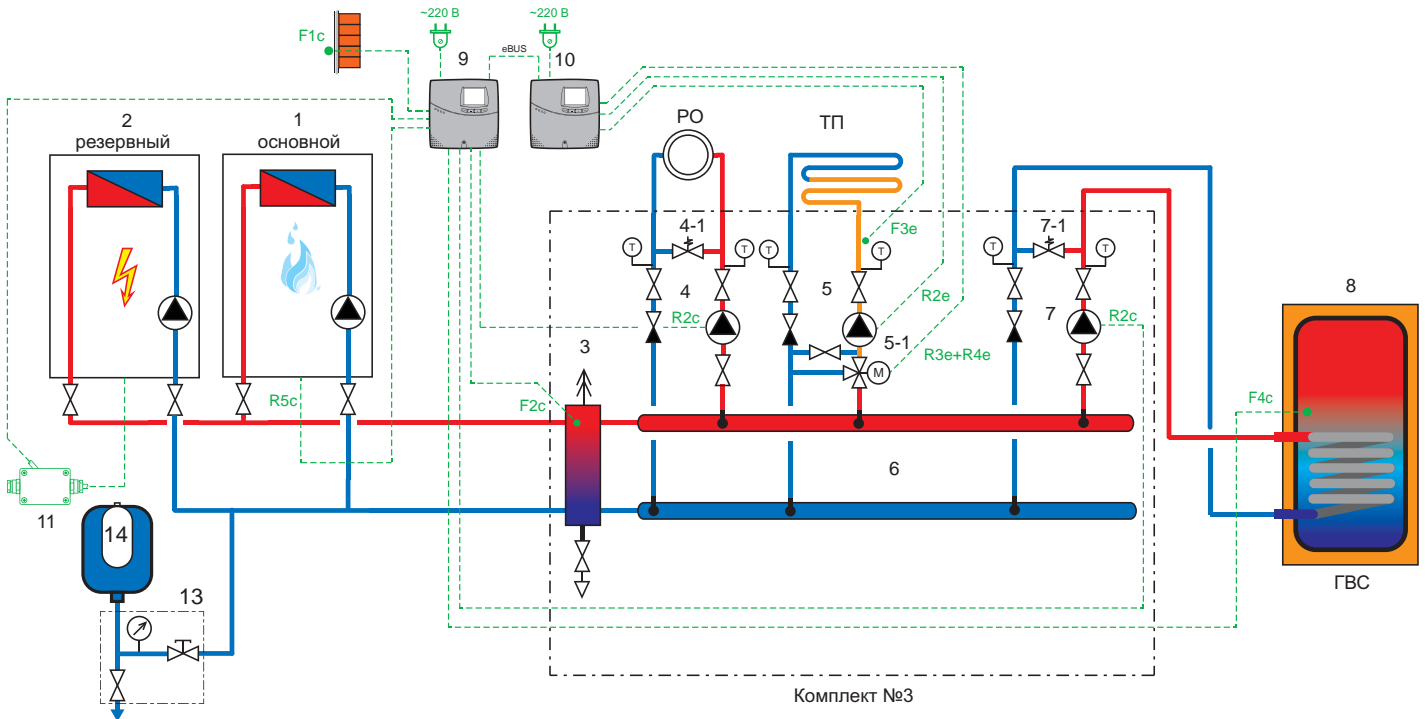 ~220 В
~220 В
F1c
eBUS
9
10
2
резервный
1
основной
РО
ТП
4-1
7-1
F3e
T
T
T
T
T
T
4
5
R2e
8
R2c
7
R2c
5-1
3
R3e+R4e
M
R5c
F2c
F4c
6
11
14
ГВС
13
Комплект №3